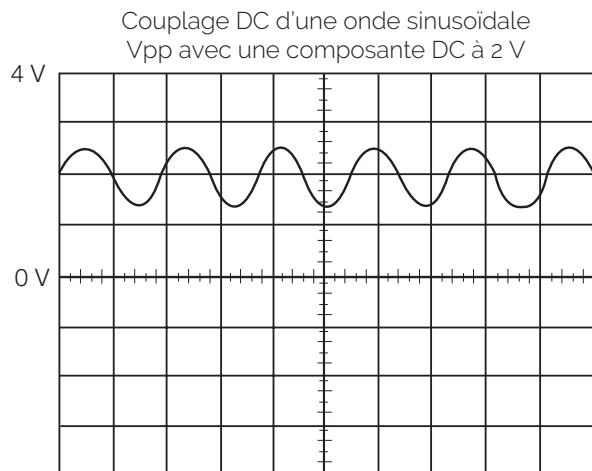 Couplage DC d'une onde sinusoïdale
Vpp avec une composante DC à 2 V
4 V
0 V